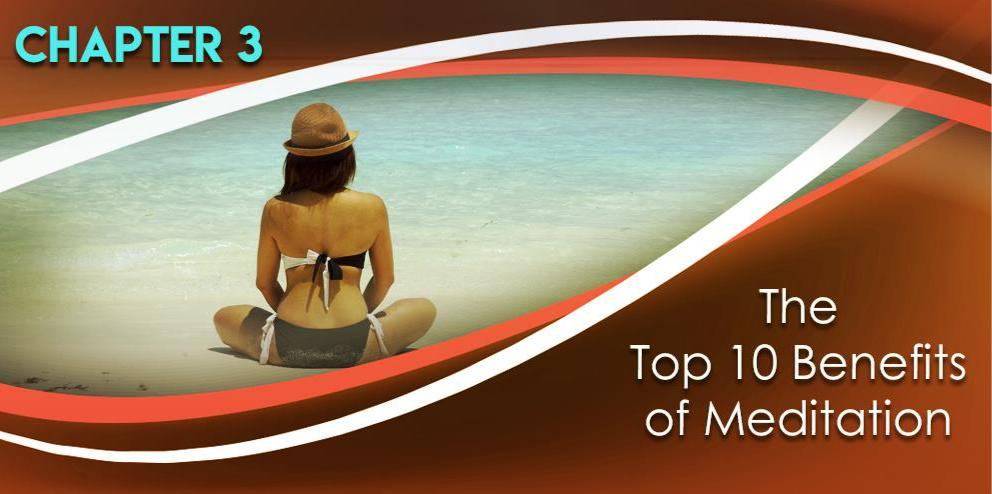 CHAPTER 3
The
Top 10 Benefits
of Meditation